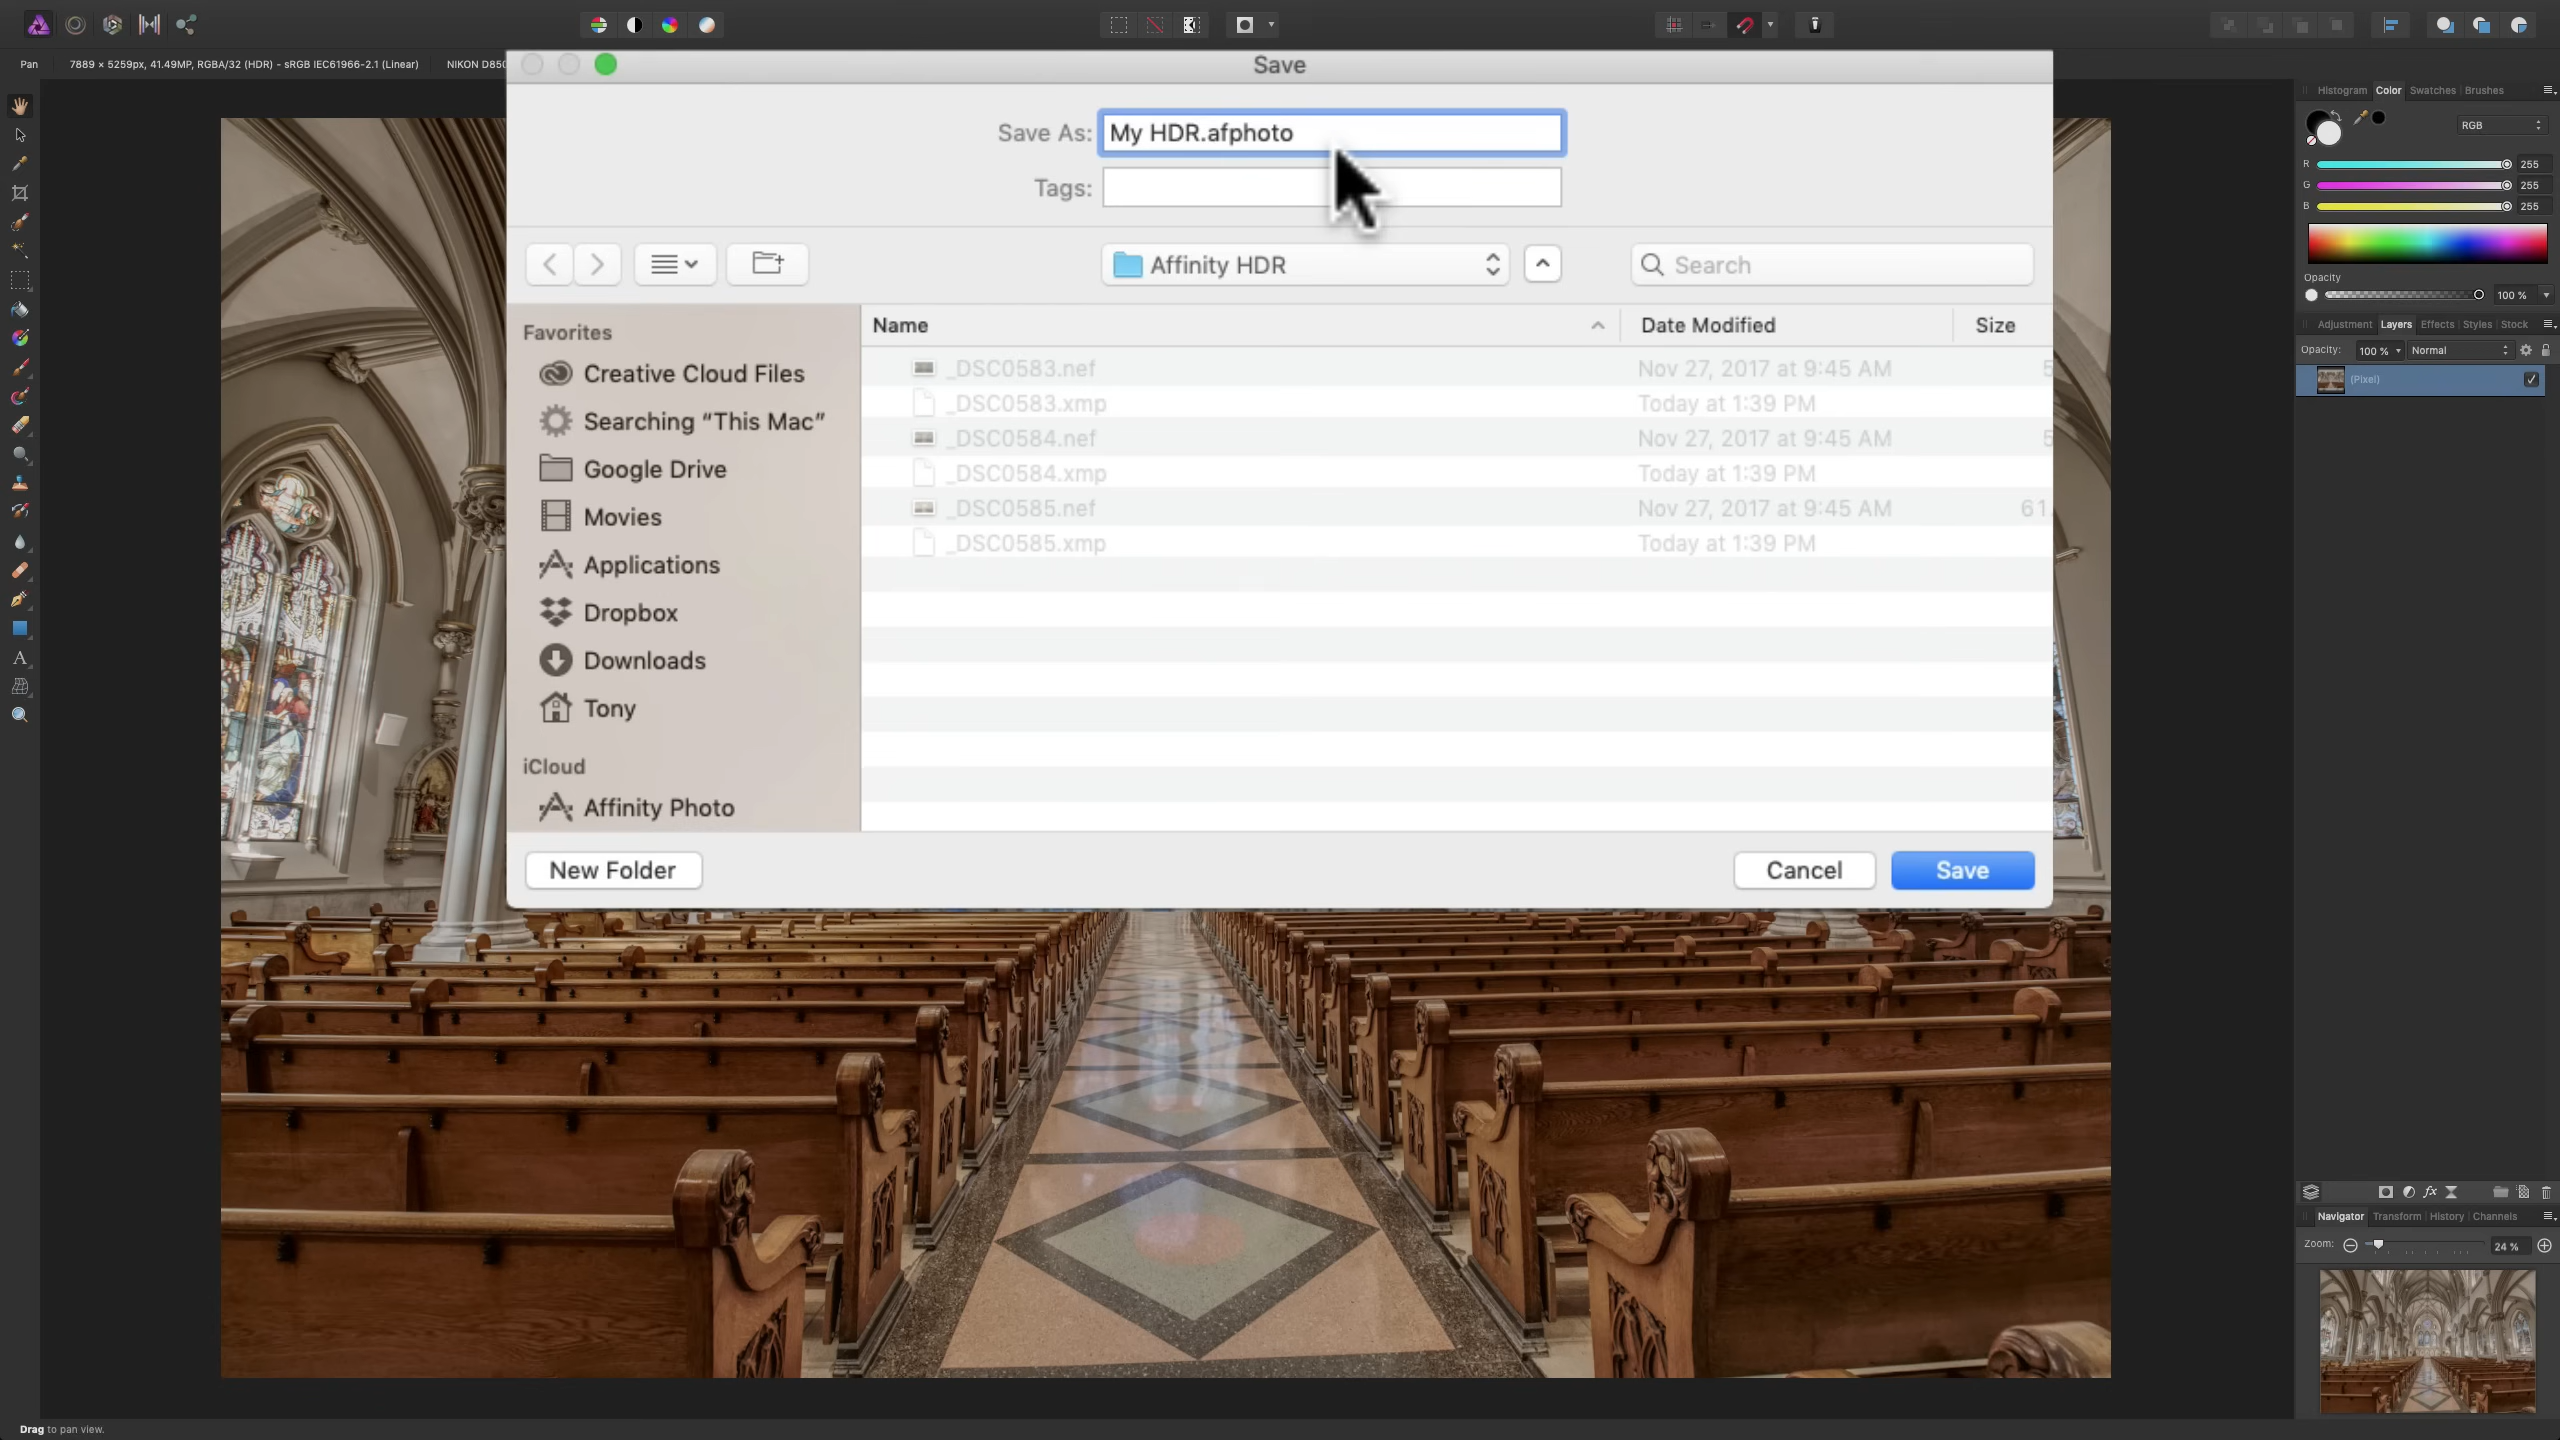 Pan
7889 × 5259px, 41.49MP, RGBA/32 (HDR) - sRGB IEC61966-2.1 (Linear)
NIKON D850
Save
Save As: My HDR.afphoto
Tags:
Affinity HDR
Search
Favorites
Creative Cloud Files
Searching “This Mac”
Google Drive
Movies
Applications
Dropbox
Downloads
Tony
iCloud
Affinity Photo
Name Date Modified Size
_DSC0583.nef Nov 27, 2017 at 9:45 AM 5
_DSC0583.xmp Today at 1:39 PM
_DSC0584.nef Nov 27, 2017 at 9:45 AM 5
_DSC0584.xmp Today at 1:39 PM
_DSC0585.nef Nov 27, 2017 at 9:45 AM 61.
_DSC0585.xmp Today at 1:39 PM
New Folder
Cancel
Save
Histogram Color Swatches Brushes
RGB
R 255
G 255
B 255
Opacity
100 %
Adjustment Layers Effects Styles Stock
Opacity: 100 % Normal
(Pixel)
fx
Navigator Transform History Channels
Zoom: 24 %
Drag to pan view.